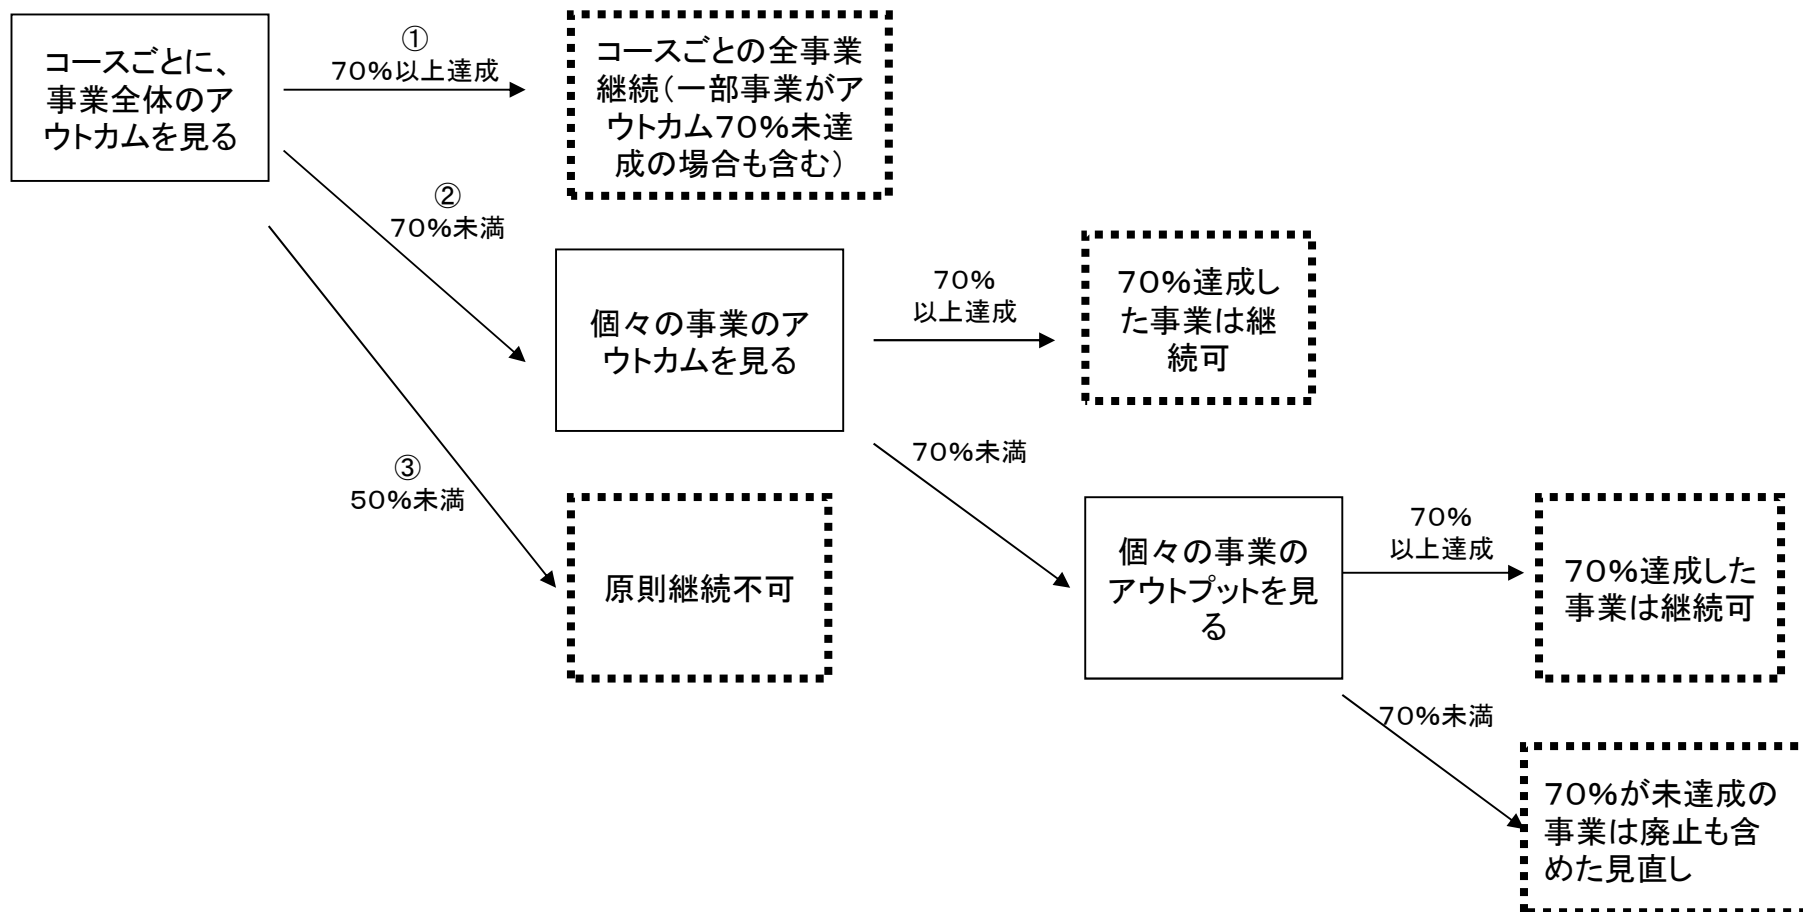 コースごとに、
事業全体のア
ウトカムを見る
①
70%以上達成
コースごとの全事業
継続(一部事業がア
ウトカム70%未達
成の場合も含む)
②
70%未満
個々の事業のア
ウトカムを見る
70%
以上達成
70%達成し
た事業は継
続可
③
50%未満
原則継続不可
70%未満
個々の事業の
アウトプットを見
る
70%
以上達成
70%達成した
事業は継続可
70%未満
70%が未達成の
事業は廃止も含
めた見直し